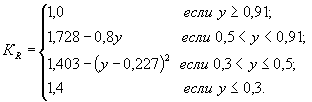 K_R = { 1,0 если y ≥ 0,91;
1,728 − 0,8y если 0,5 < y < 0,91;
1,403 − (y − 0,227)² если 0,3 < y ≤ 0,5;
1,4 если y ≤ 0.3.